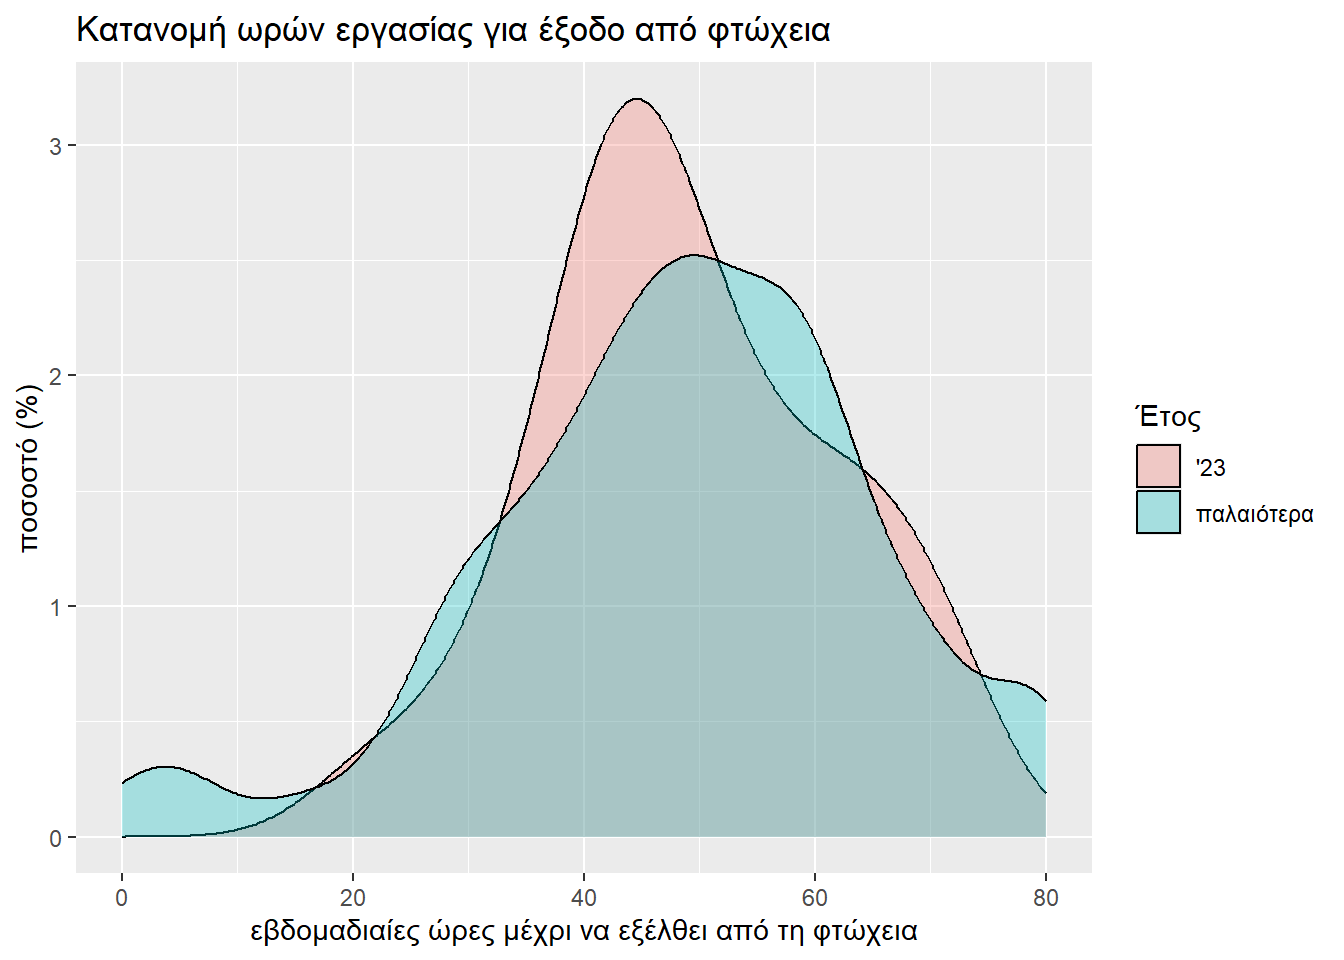 Κατανομή ωρών εργασίας για έξοδο από φτώχεια
3
2
1
0
ποσοστό (%)
0 20 40 60 80
εβδομαδιαίες ώρες μέχρι να εξέλθει από τη φτώχεια
Έτος
'23
παλαιότερα